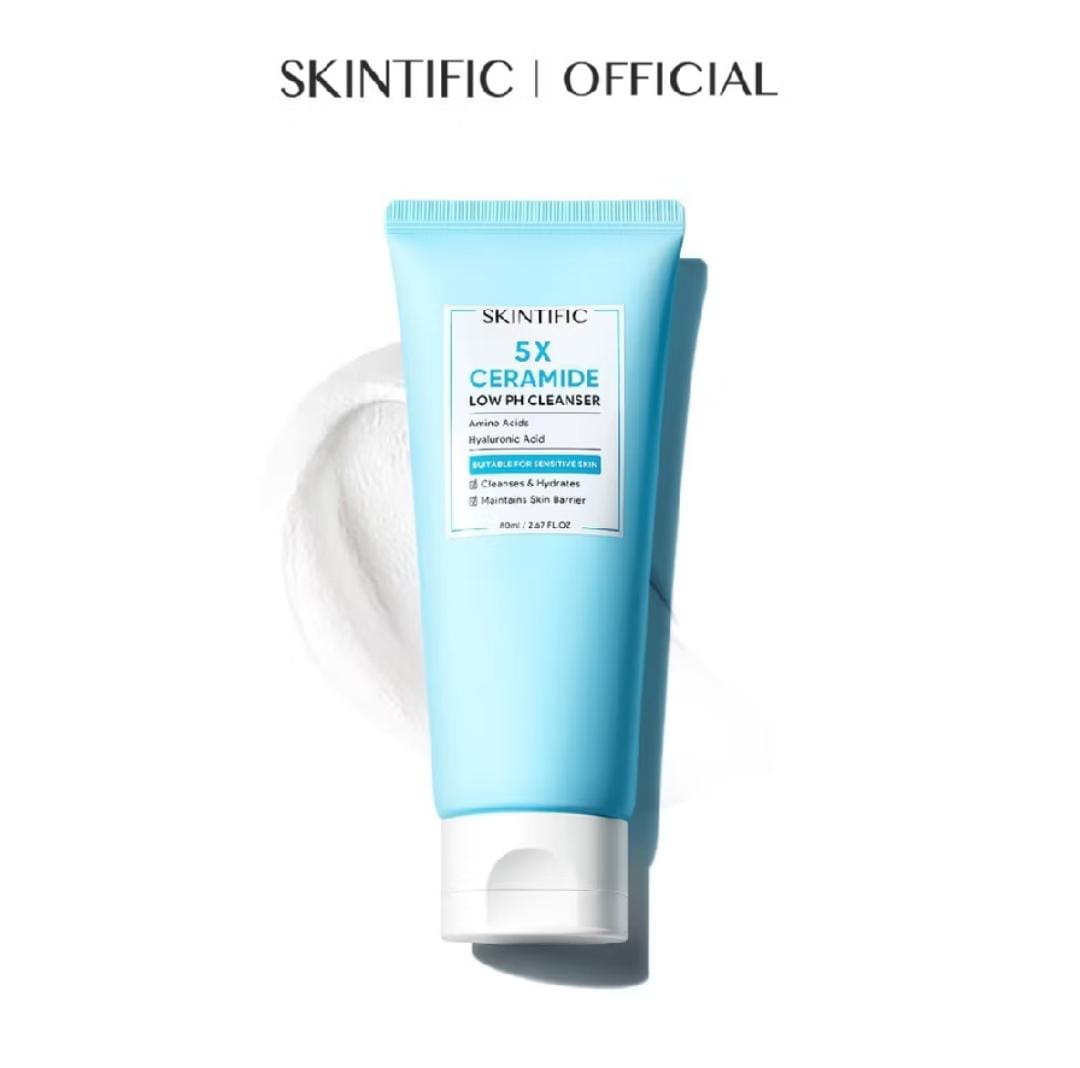 SKINTIFIC | OFFICIAL
SKINTIFIC
5X
CERAMIDE
LOW PH CLEANSER
Amino Acids
Hyaluronic Acid
SUITABLE FOR SENSITIVE SKIN
Cleanses & Hydrates
Maintains Skin Barrier
80ml / 2.67 FL.OZ